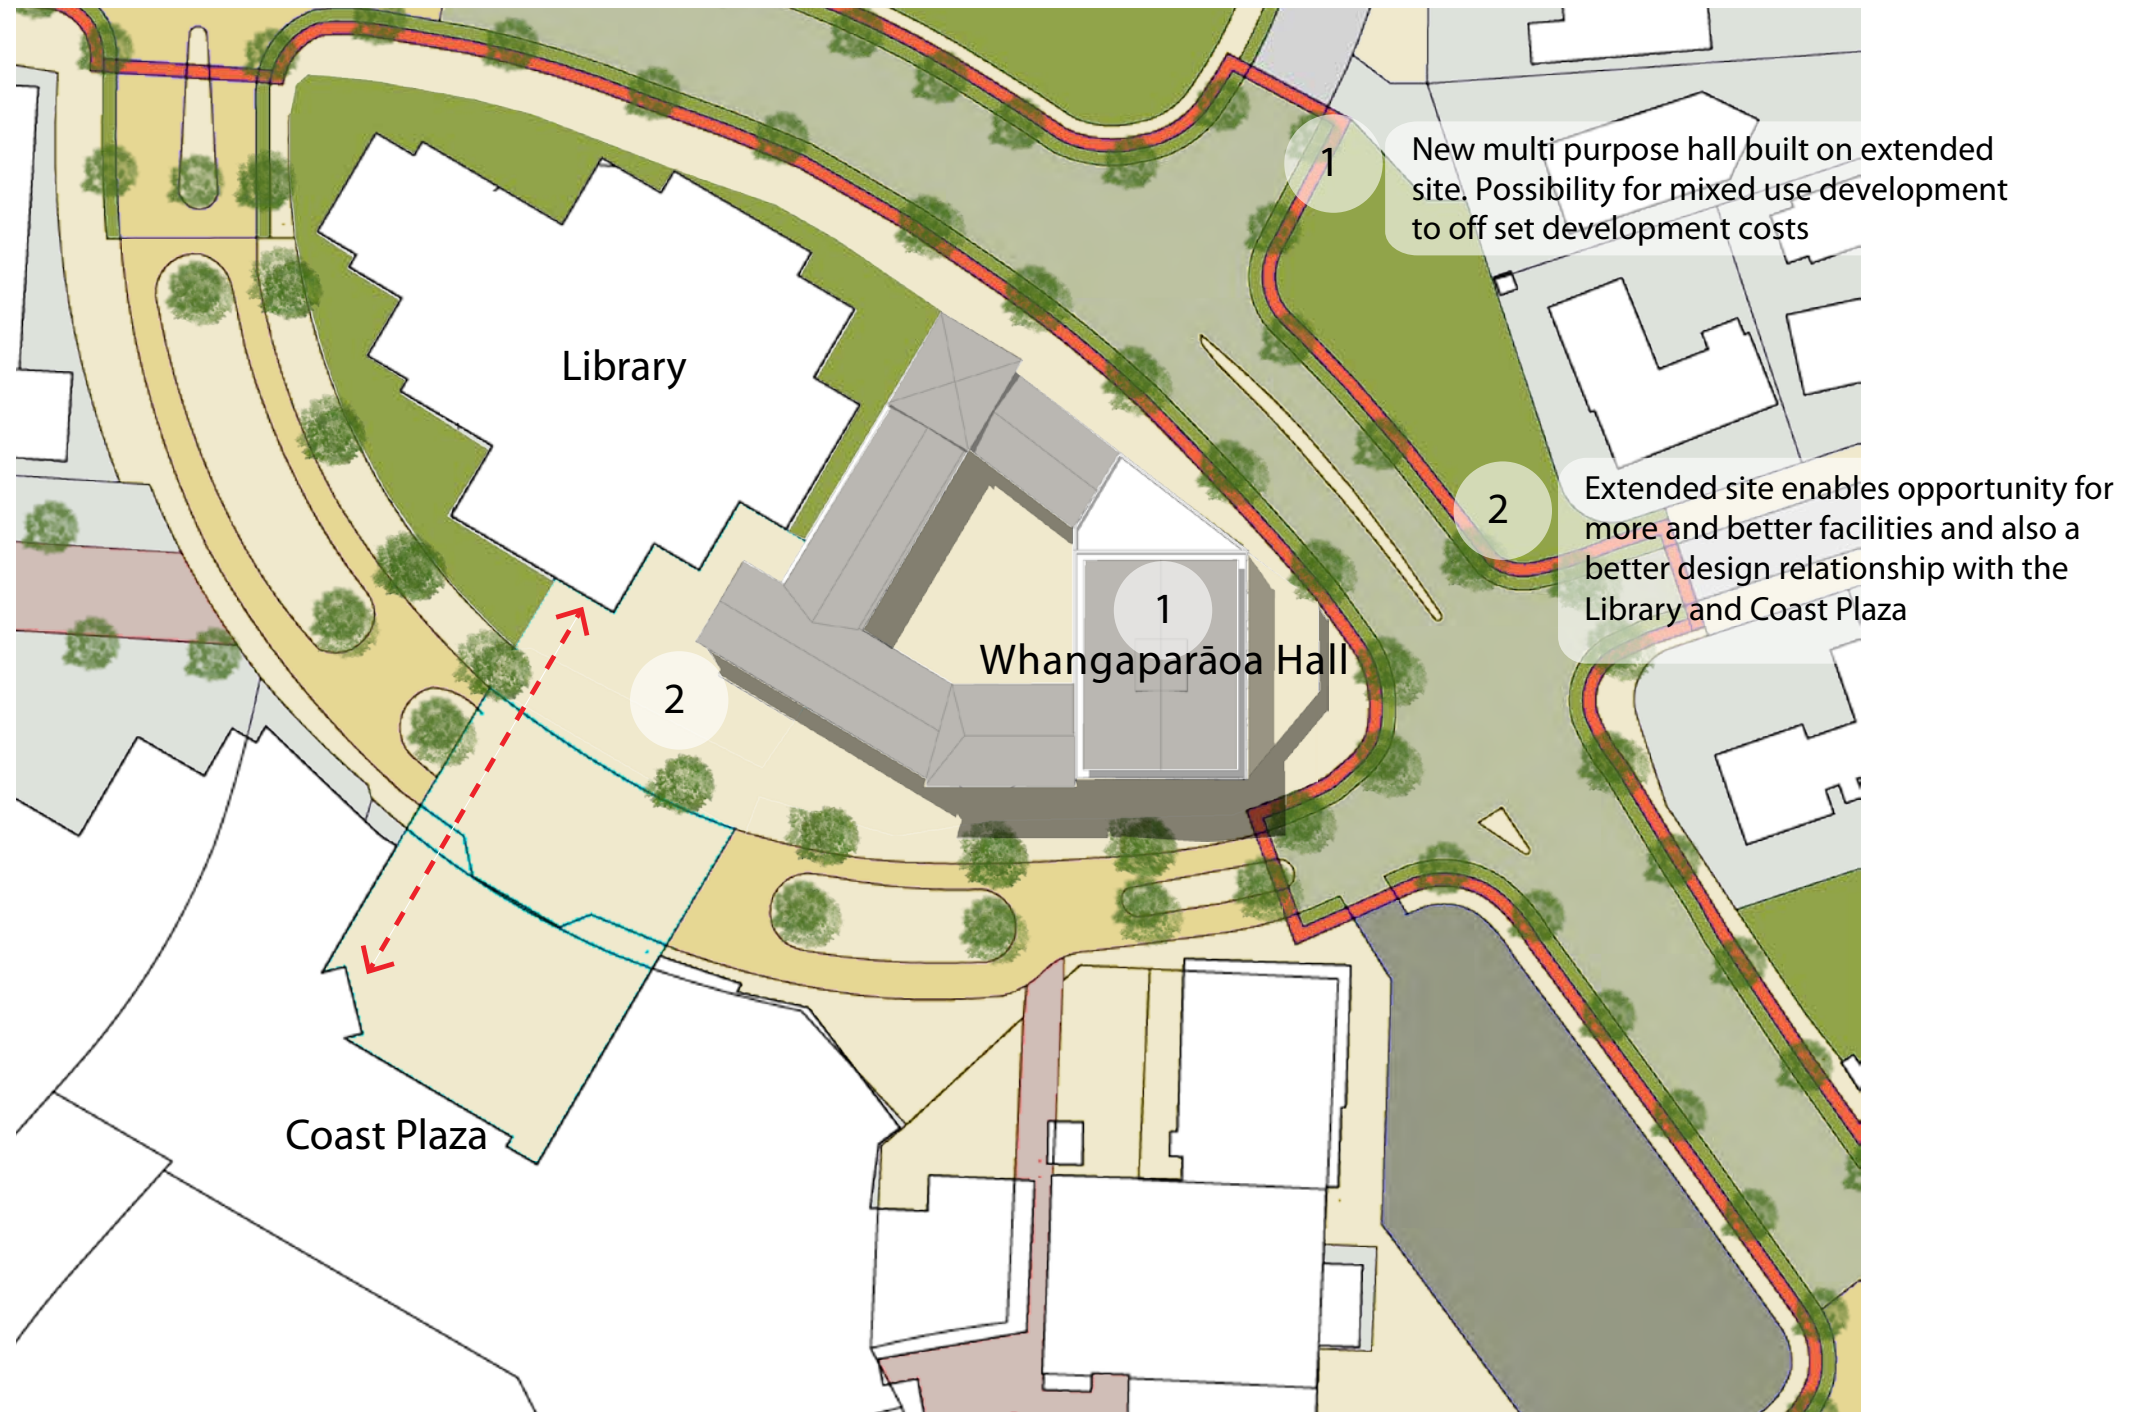 1
New multi purpose hall built on extended
site. Possibility for mixed use development
to off set development costs
Library
2
Extended site enables opportunity for
more and better facilities and also a
better design relationship with the
Library and Coast Plaza
1
Whangaparāoa Hall
2
Coast Plaza